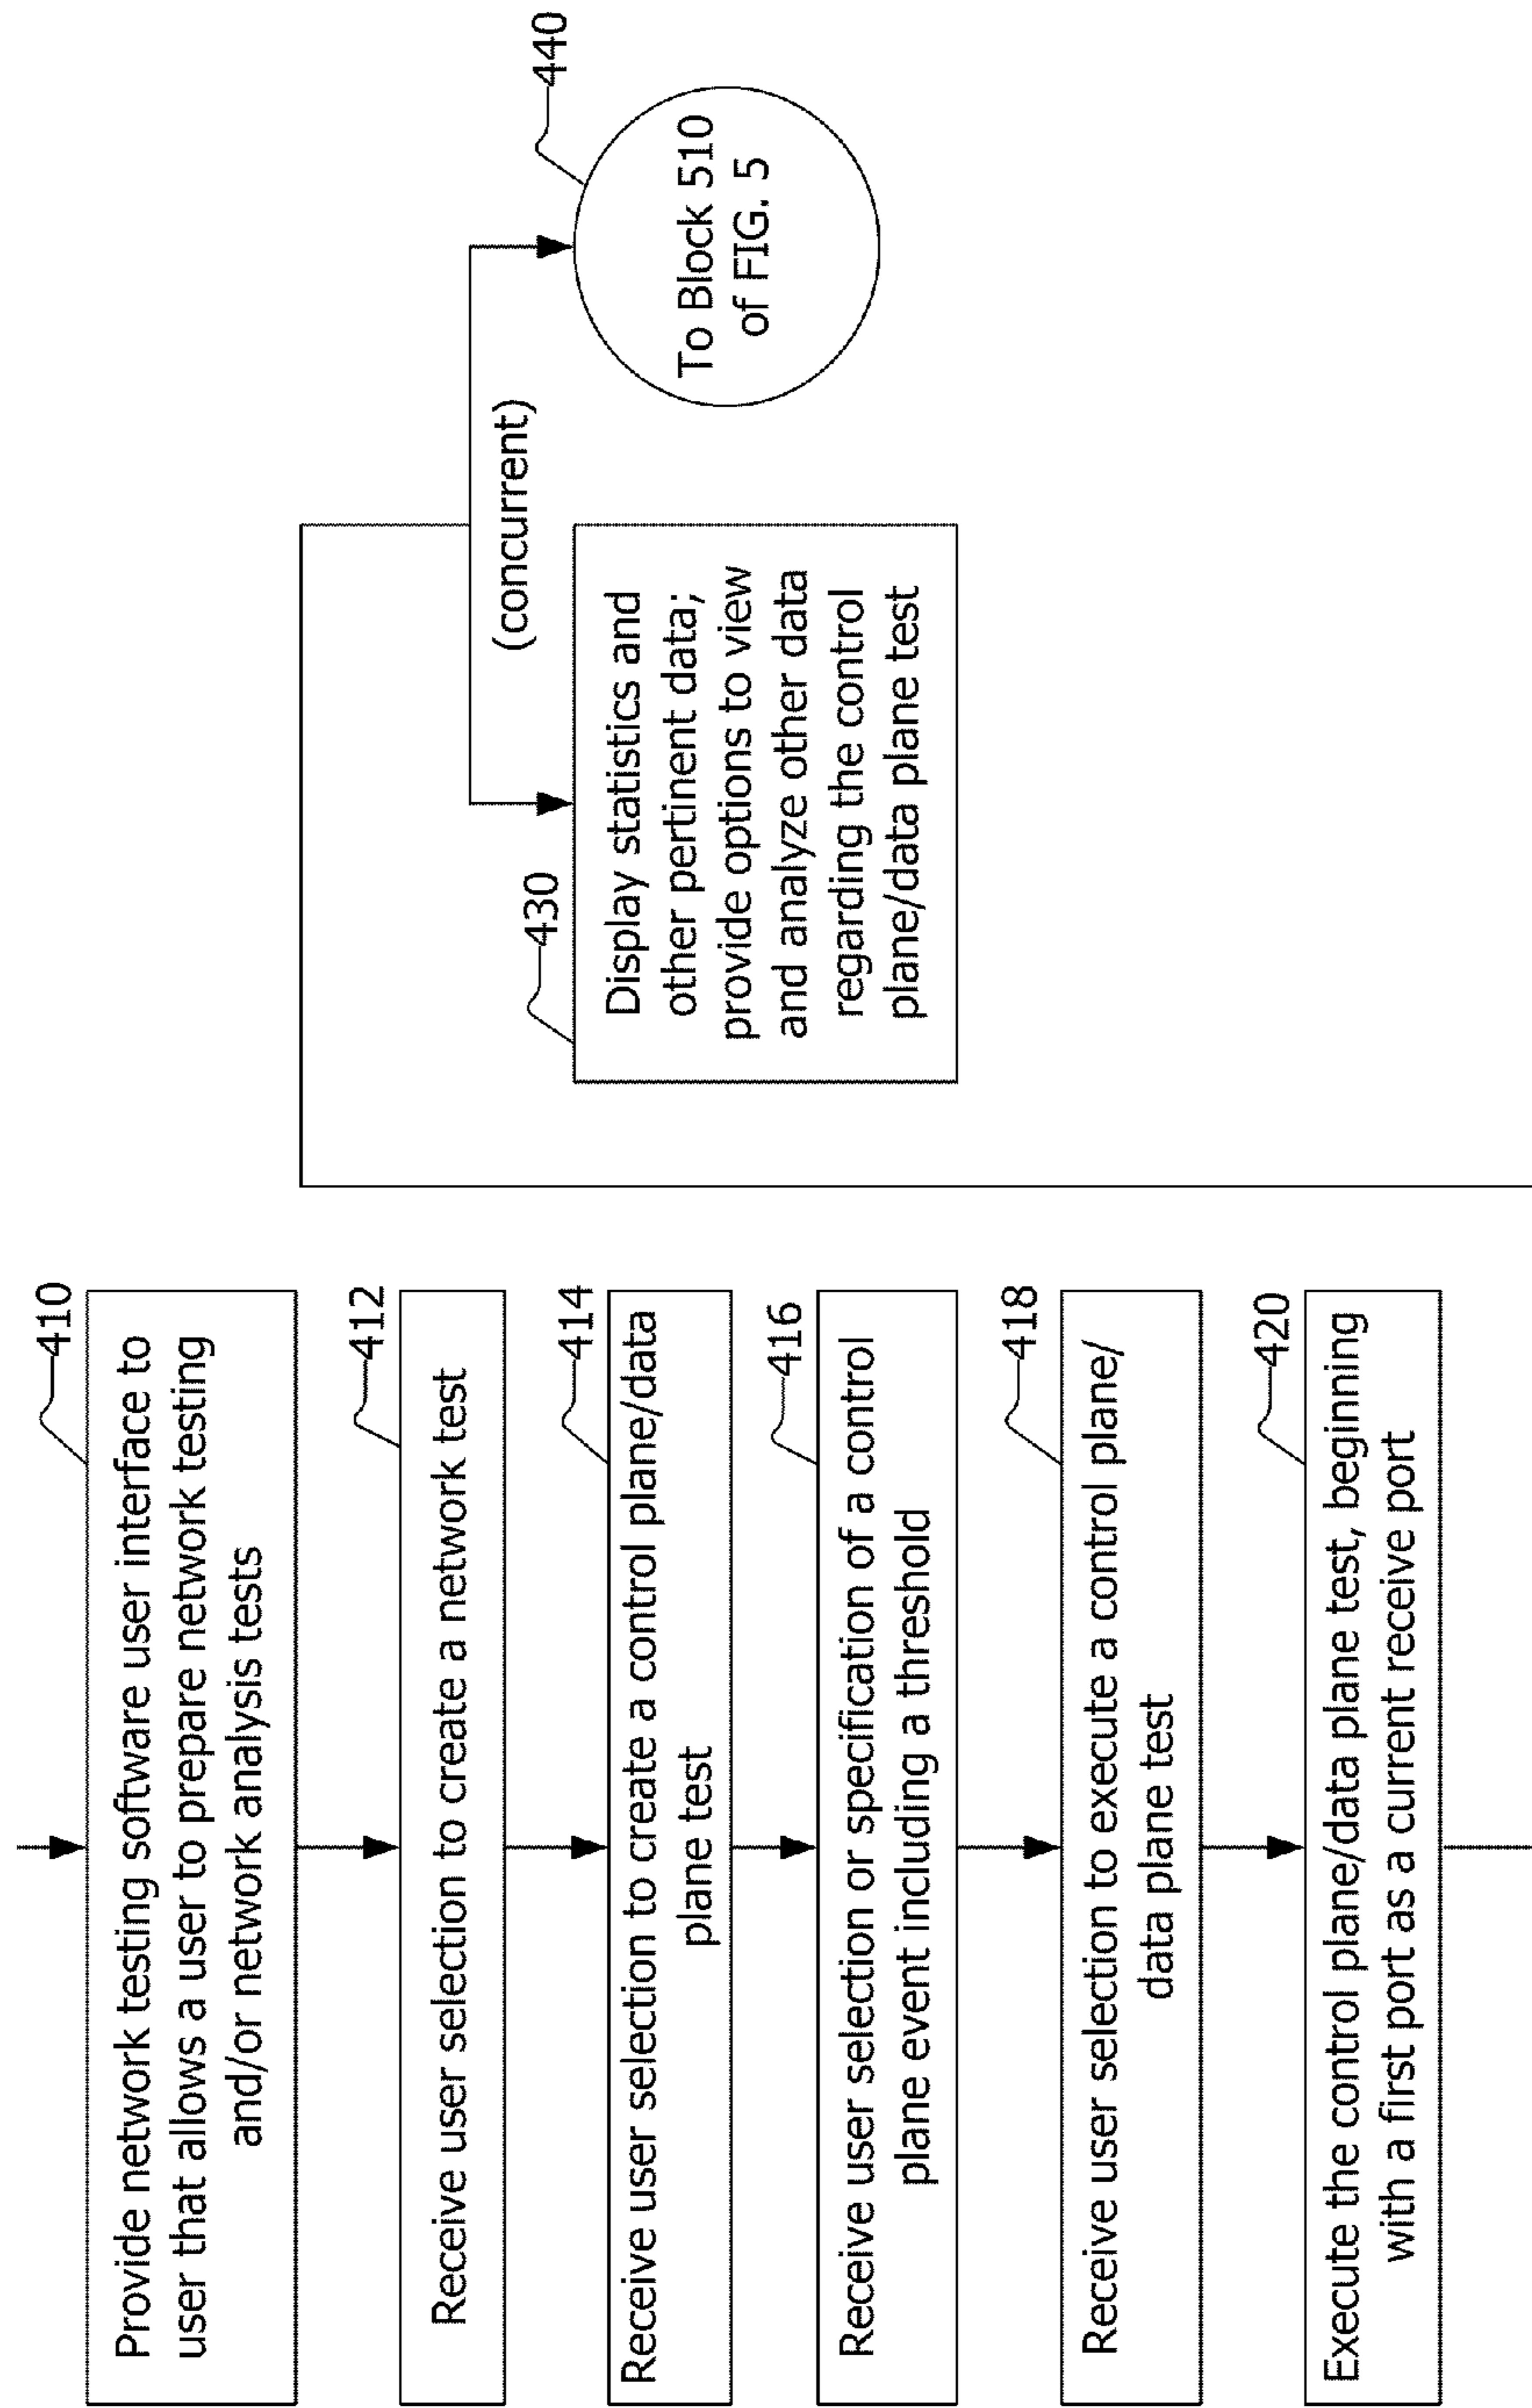 410
Provide network testing software user interface to
user that allows a user to prepare network testing
and/or network analysis tests
412
Receive user selection to create a network test
414
Receive user selection to create a control plane/data
plane test
416
Receive user selection or specification of a control
plane event including a threshold
418
Receive user selection to execute a control plane/
data plane test
420
Execute the control plane/data plane test, beginning
with a first port as a current receive port
(concurrent)
430
Display statistics and
other pertinent data;
provide options to view
and analyze other data
regarding the control
plane/data plane test
440
To Block 510
of FIG. 5